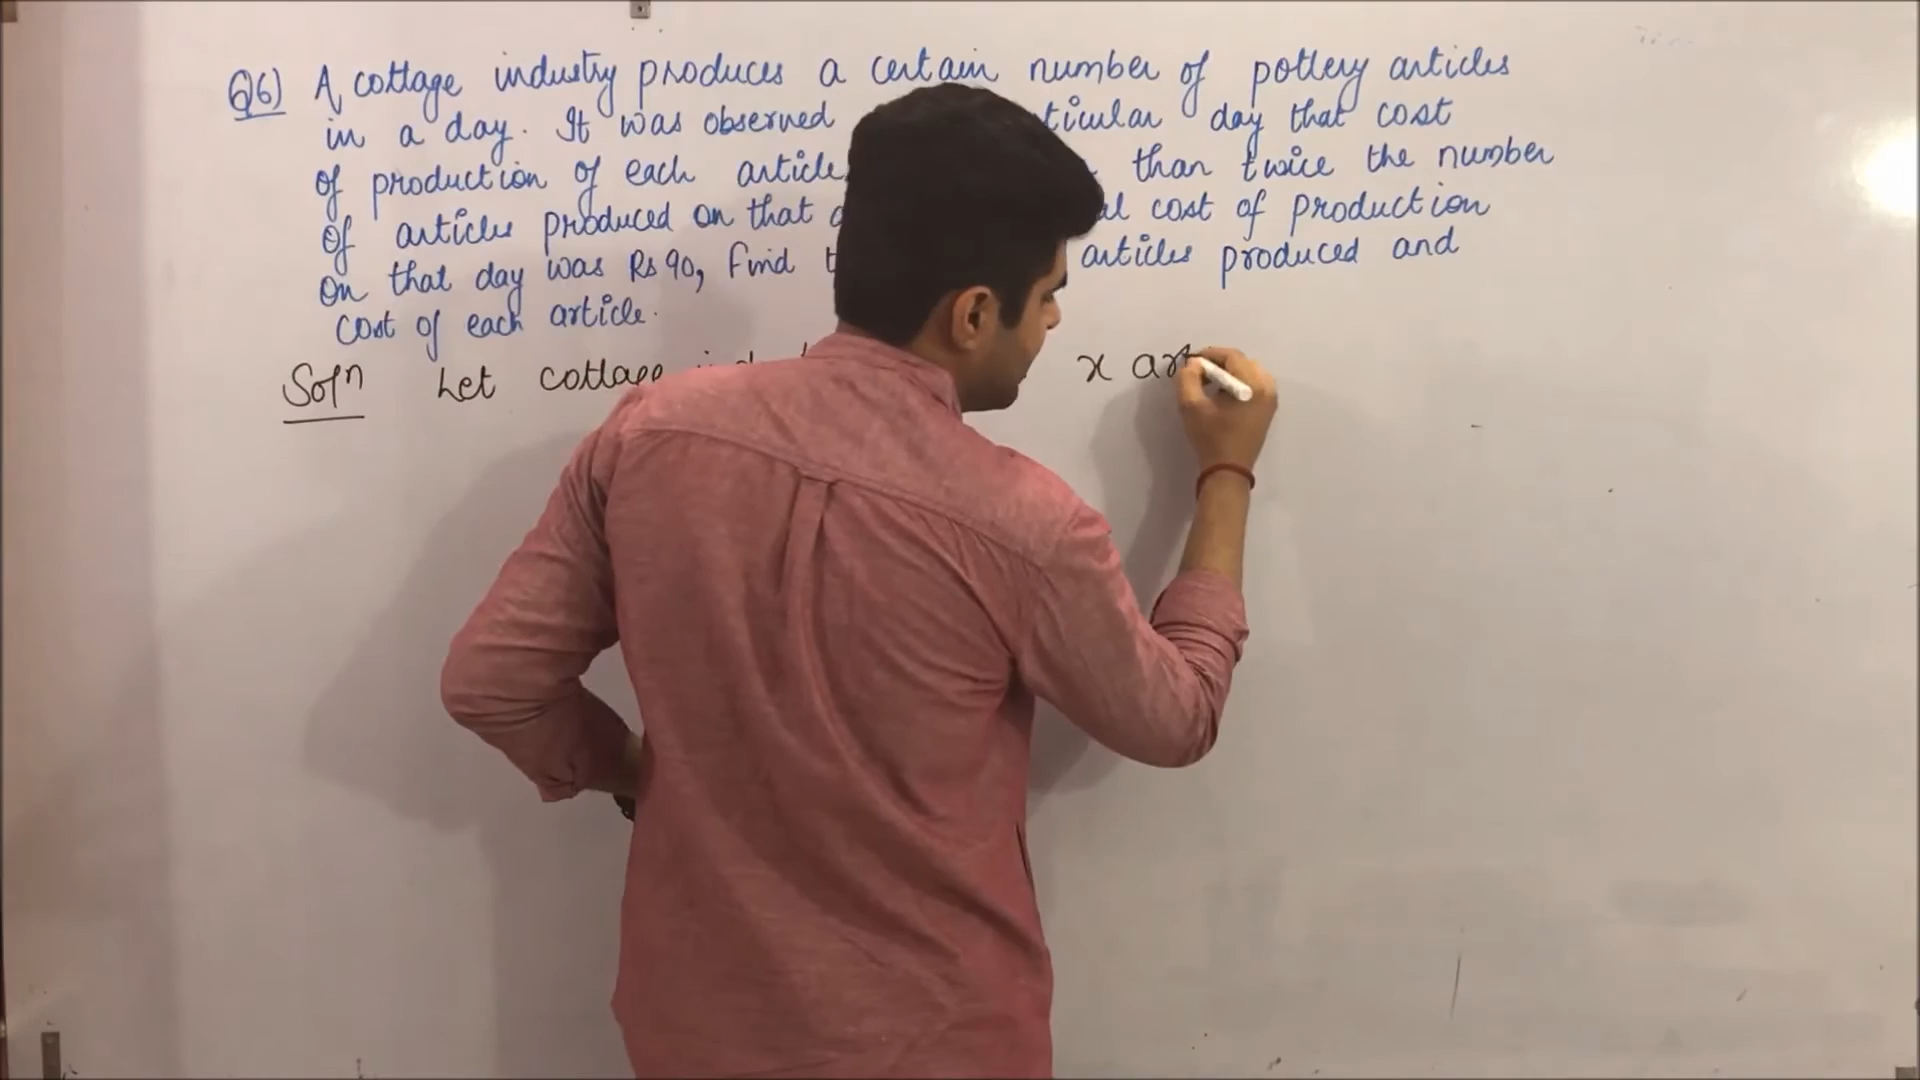 Q6) A cottage industry produces a certain number of pottery articles
in a day. It was observed ticular day that cost
of production of each article than twice the number
of articles produced on that cost of production
on that day was Rs 90, find articles produced and
cost of each article.
Soln Let cottage x art